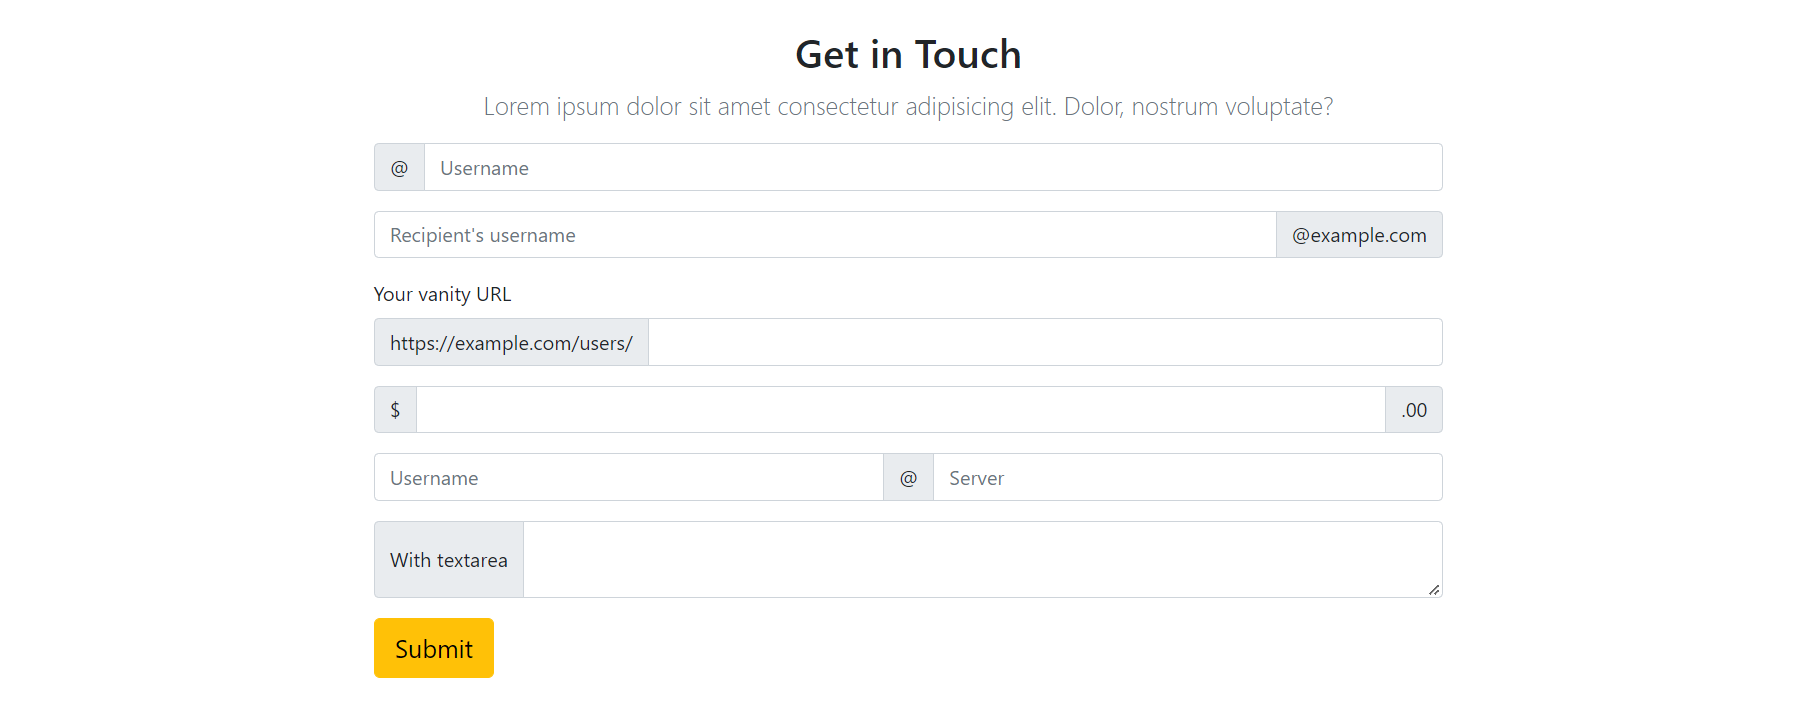 Get in Touch
Lorem ipsum dolor sit amet consectetur adipisicing elit. Dolor, nostrum voluptate?
@ Username
Recipient's username @example.com
Your vanity URL
https://example.com/users/
$ .00
Username @ Server
With textarea
Submit